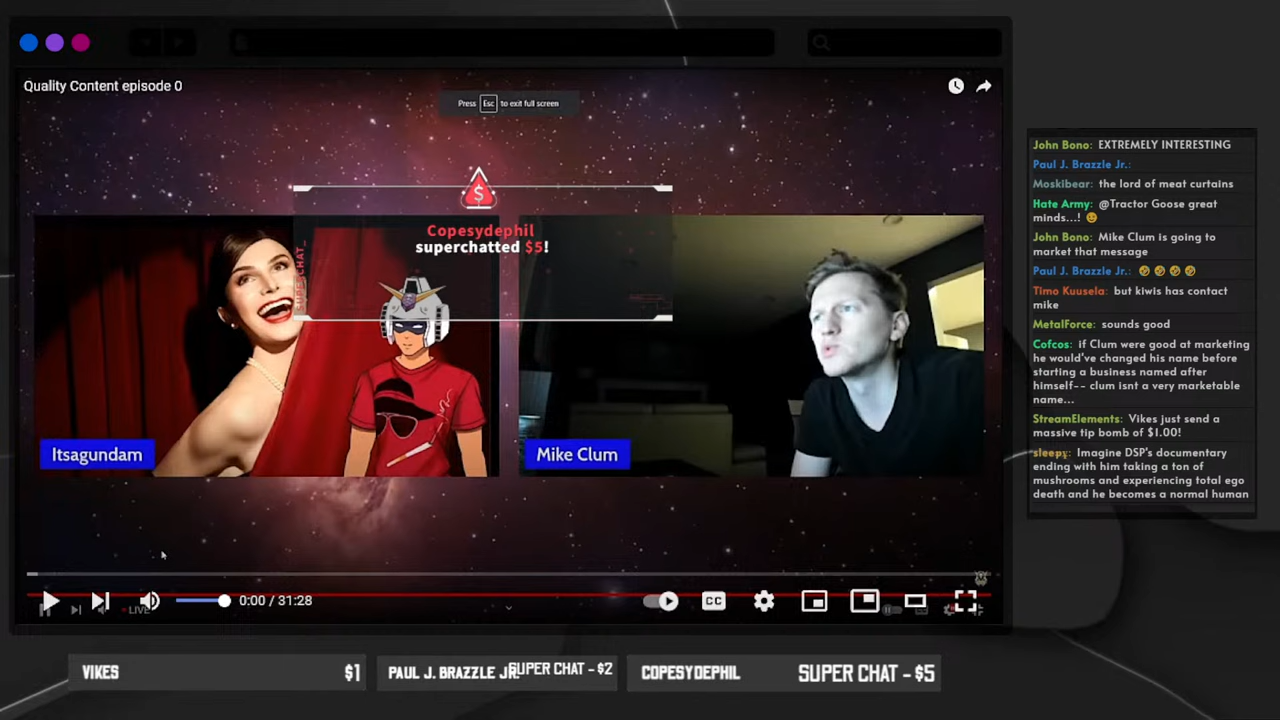 Quality Content episode 0
Press Esc to exit full screen
$
Copesydephil
superchatted $5!
Itsagundam
Mike Clum
0:00 / 31:28
LIVE
CC
John Bono: EXTREMELY INTERESTING
Paul J. Brazzle Jr.:
Moskibear: the lord of meat curtains
Hate Army: @Tractor Goose great
minds...! 😉
John Bono: Mike Clum is going to
market that message
Paul J. Brazzle Jr.: 🤣 🤣 🤣 🤣
Timo Kuusela: but kiwis has contact
mike
MetalForce: sounds good
Cofcos: if Clum were good at marketing
he would've changed his name before
starting a business named after
himself-- clum isnt a very marketable
name...
StreamElements: Vikes just send a
massive tip bomb of $1.00!
sleepy: Imagine DSP's documentary
ending with him taking a ton of
mushrooms and experiencing total ego
death and he becomes a normal human
VIKES $1
PAUL J. BRAZZLE JR. SUPER CHAT - $2
COPESYDEPHIL SUPER CHAT - $5